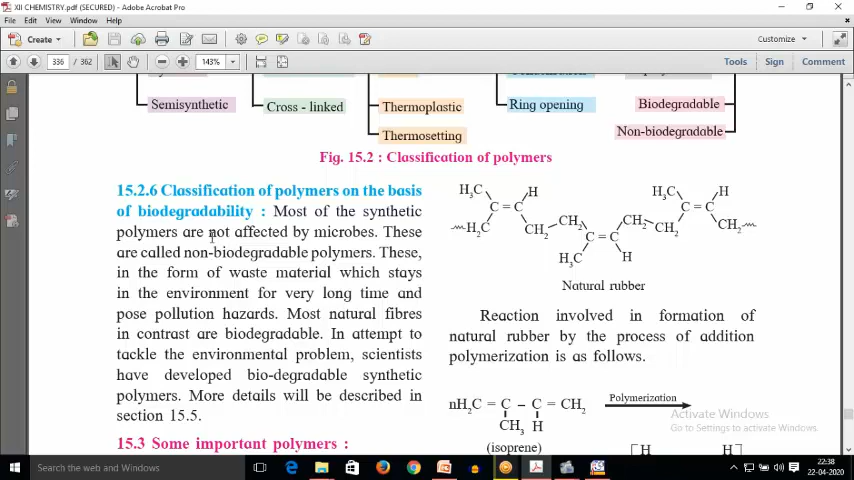 XII CHEMISTRY.pdf (SECURED) - Adobe Acrobat Pro
File Edit View Window Help
Create
Customize
336 / 362
143%
Tools Sign Comment
Semisynthetic
Cross - linked
Thermoplastic
Thermosetting
Ring opening
Biodegradable
Non-biodegradable
Fig. 15.2 : Classification of polymers
15.2.6 Classification of polymers on the basis
of biodegradability : Most of the synthetic
polymers are not affected by microbes. These
are called non-biodegradable polymers. These,
in the form of waste material which stays
in the environment for very long time and
pose pollution hazards. Most natural fibres
in contrast are biodegradable. In attempt to
tackle the environmental problem, scientists
have developed bio-degradable synthetic
polymers. More details will be described in
section 15.5.
15.3 Some important polymers :
H₃C H H₃C H
C = C CH₂ CH₂ C = C
H₂C CH₂ C = C CH₂ CH₂
H₃C H
Natural rubber
Reaction involved in formation of
natural rubber by the process of addition
polymerization is as follows.
nH₂C = C – C = CH₂ Polymerization
CH₃ H
(isoprene)
[H H]
Activate Windows
Go to Settings to activate Windows.
Search the web and Windows
22:38
22-04-2020